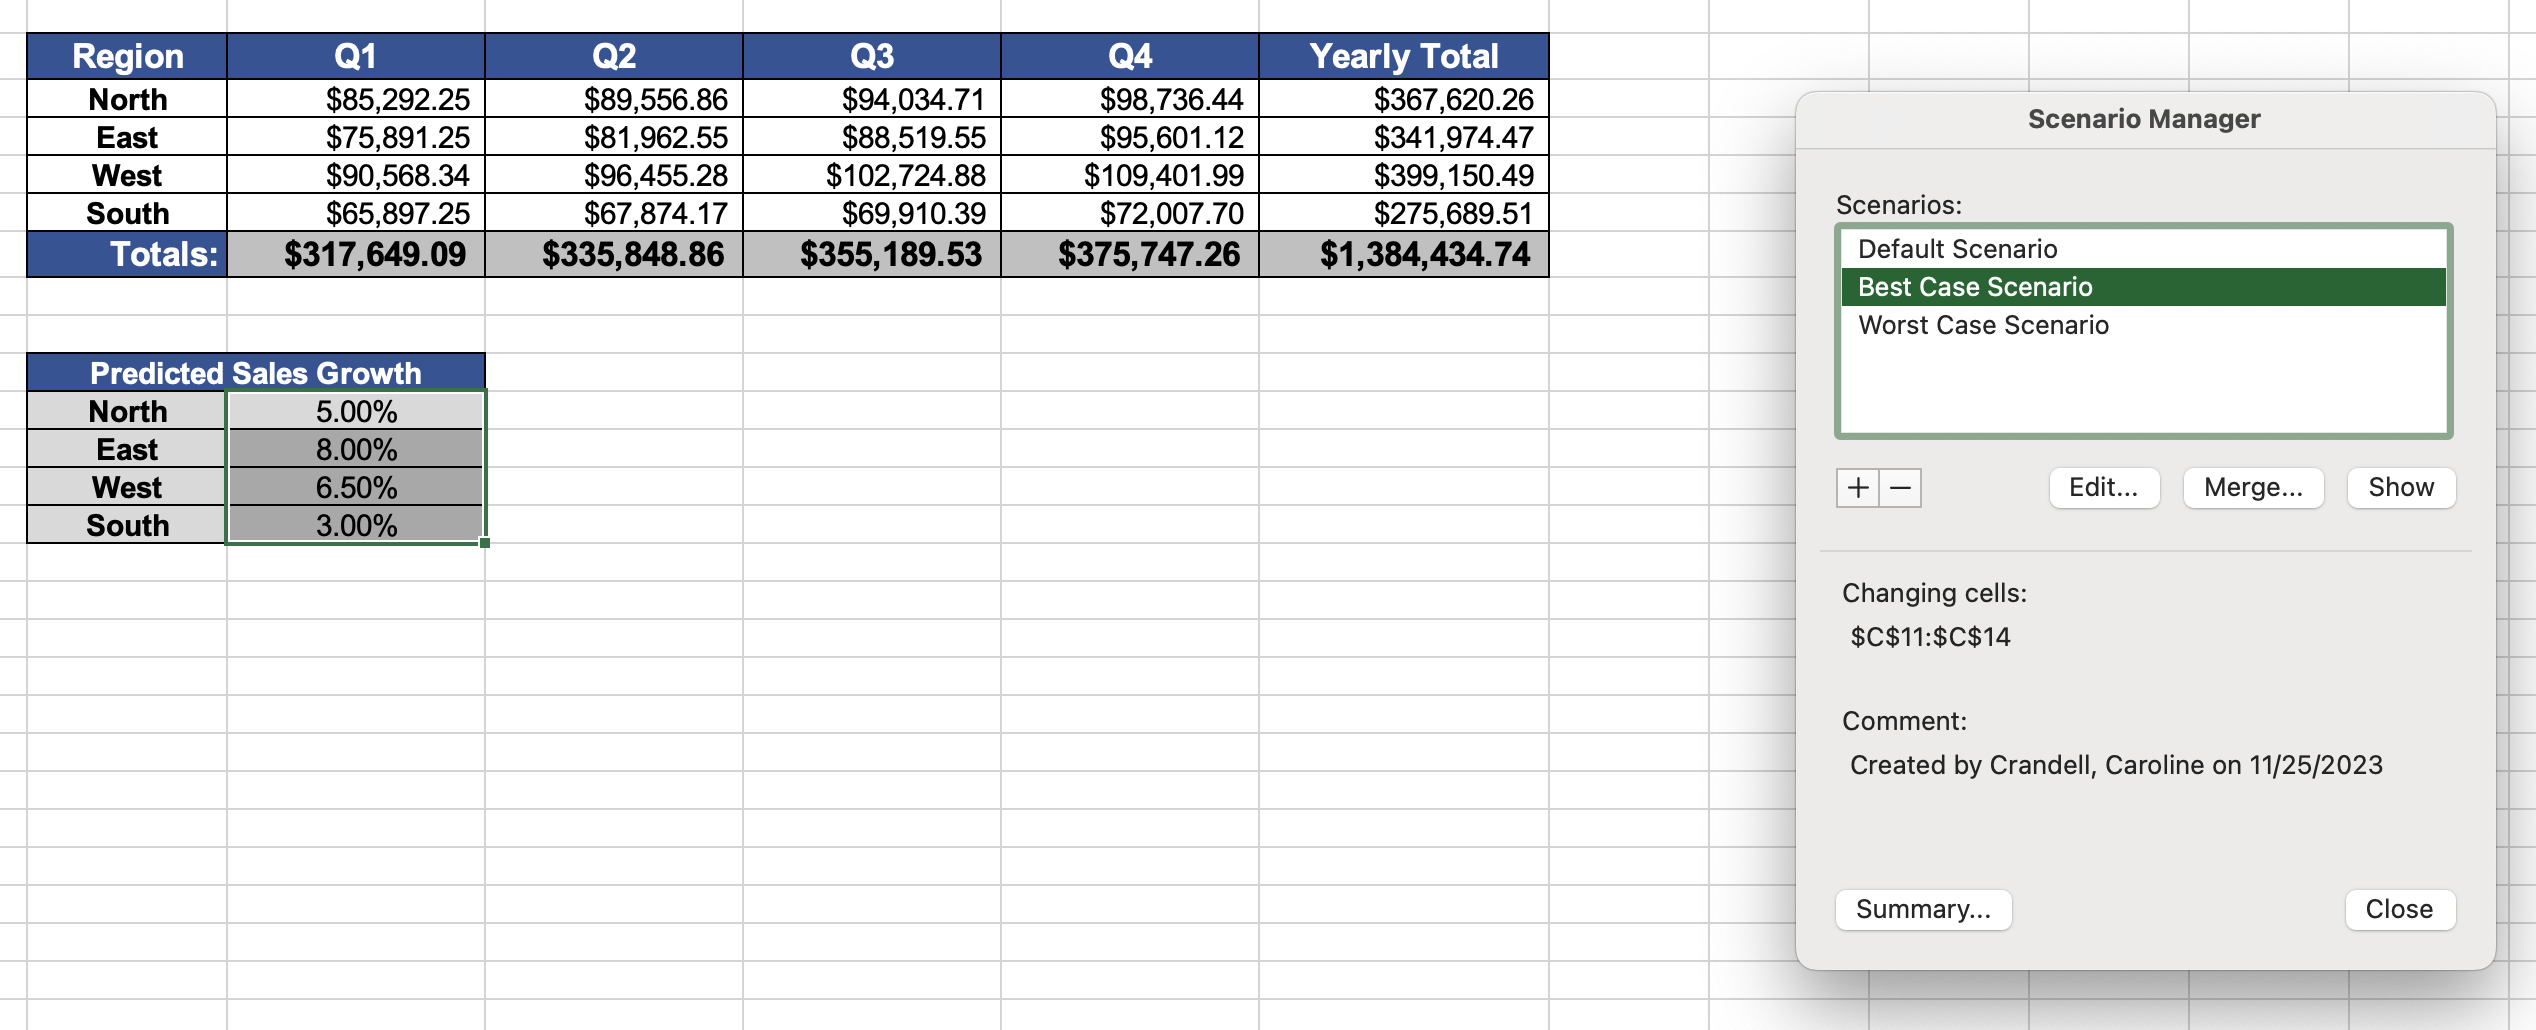 Region Q1 Q2 Q3 Q4 Yearly Total
North $85,292.25 $89,556.86 $94,034.71 $98,736.44 $367,620.26
East $75,891.25 $81,962.55 $88,519.55 $95,601.12 $341,974.47
West $90,568.34 $96,455.28 $102,724.88 $109,401.99 $399,150.49
South $65,897.25 $67,874.17 $69,910.39 $72,007.70 $275,689.51
Totals: $317,649.09 $335,848.86 $355,189.53 $375,747.26 $1,384,434.74
Predicted Sales Growth
North 5.00%
East 8.00%
West 6.50%
South 3.00%
Scenario Manager
Scenarios:
Default Scenario
Best Case Scenario
Worst Case Scenario
+ − Edit... Merge... Show
Changing cells:
$C$11:$C$14
Comment:
Created by Crandell, Caroline on 11/25/2023
Summary... Close